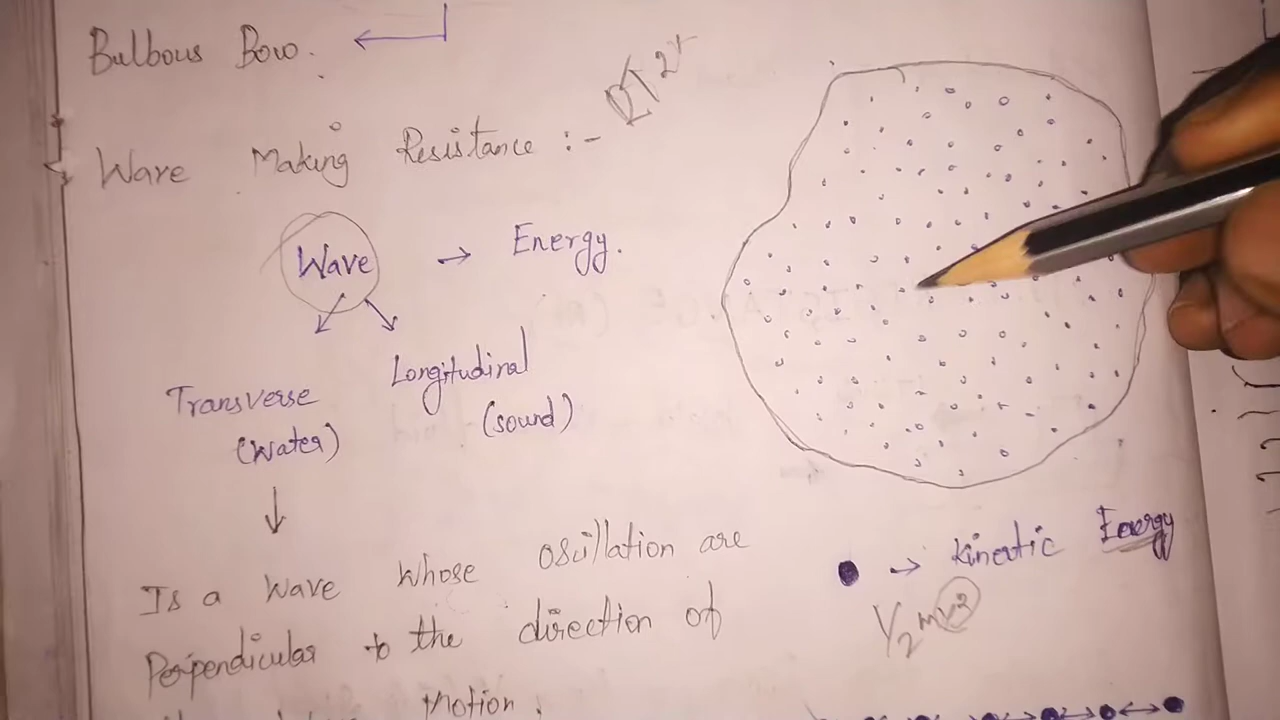 Bulbous Bow.
Wave Making Resistance :-
Wave → Energy.
Transverse
(Water)
Longitudinal
(sound)
Is a Wave Whose oscillation are
Perpendicular to the direction of
Motion.
→ Kinetic Energy
1/2 mv2